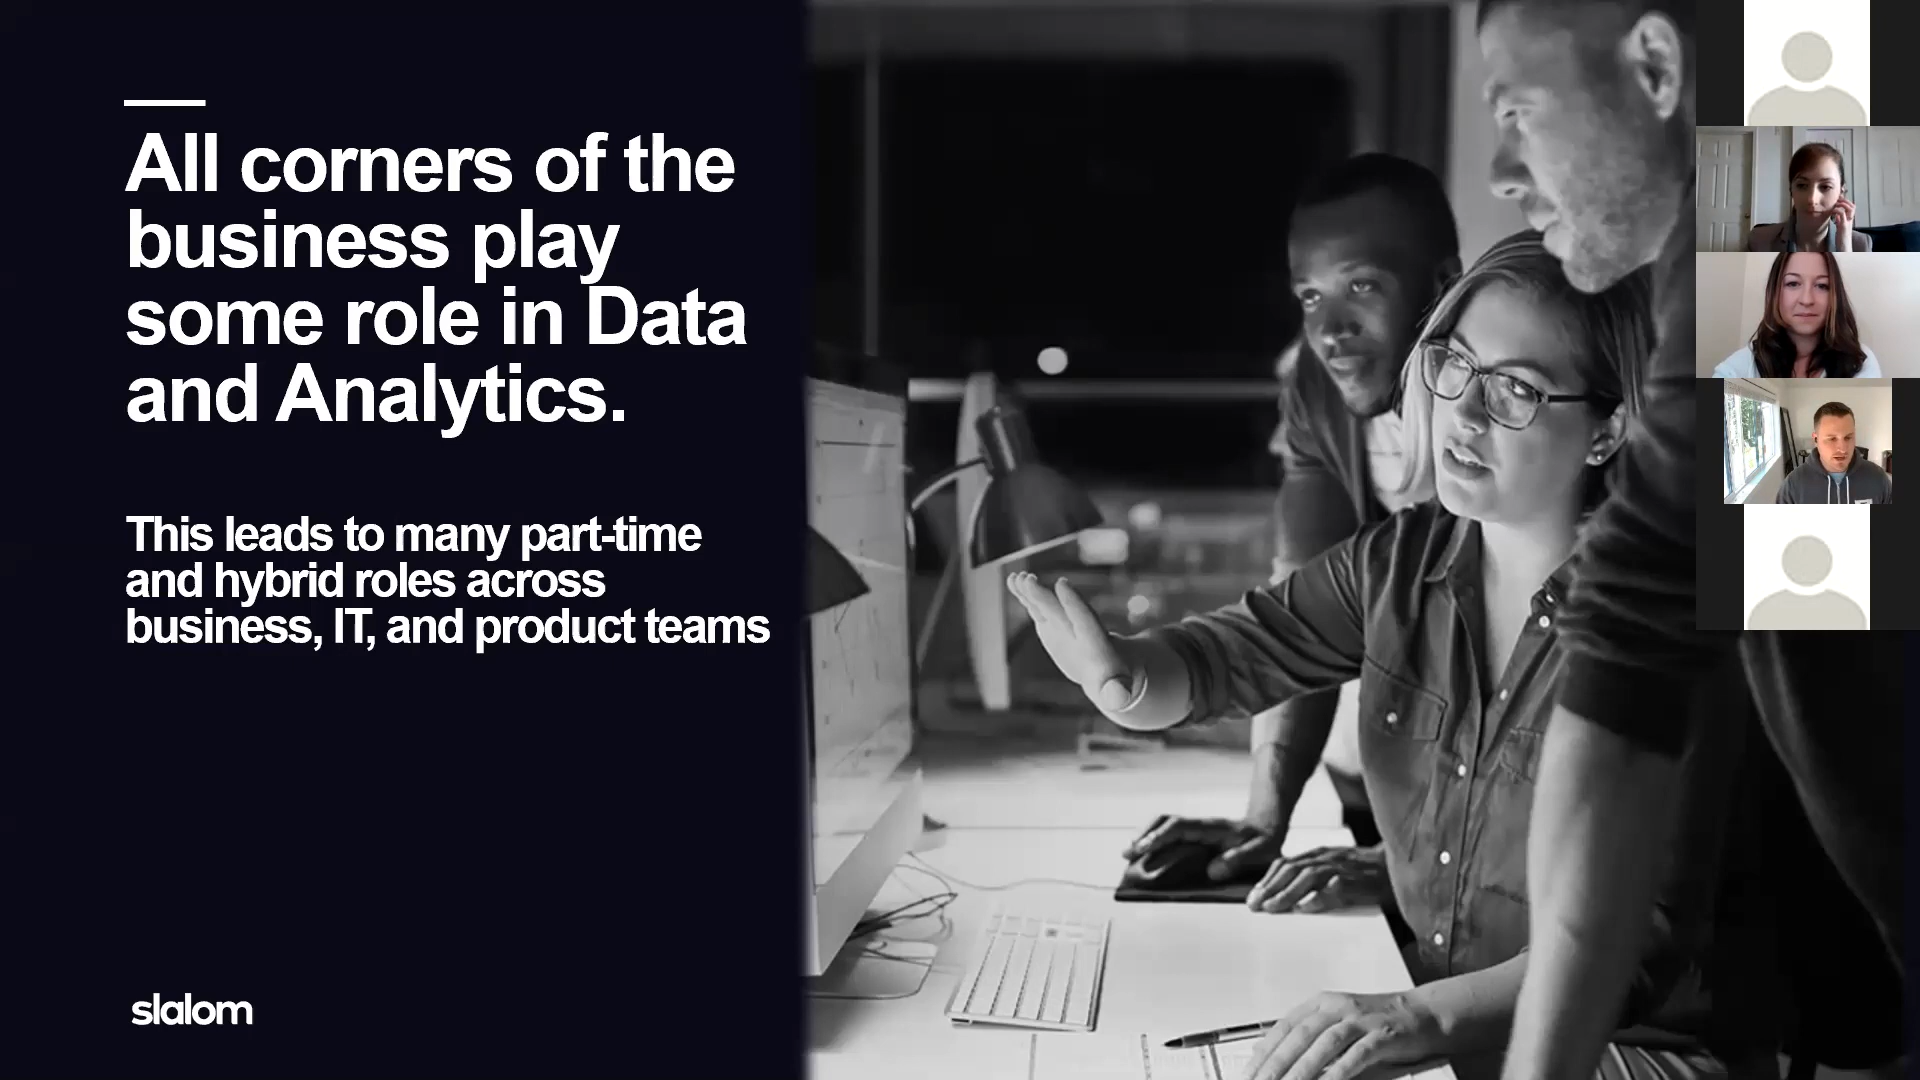 All corners of the
business play
some role in Data
and Analytics.
This leads to many part-time
and hybrid roles across
business, IT, and product teams
slalom